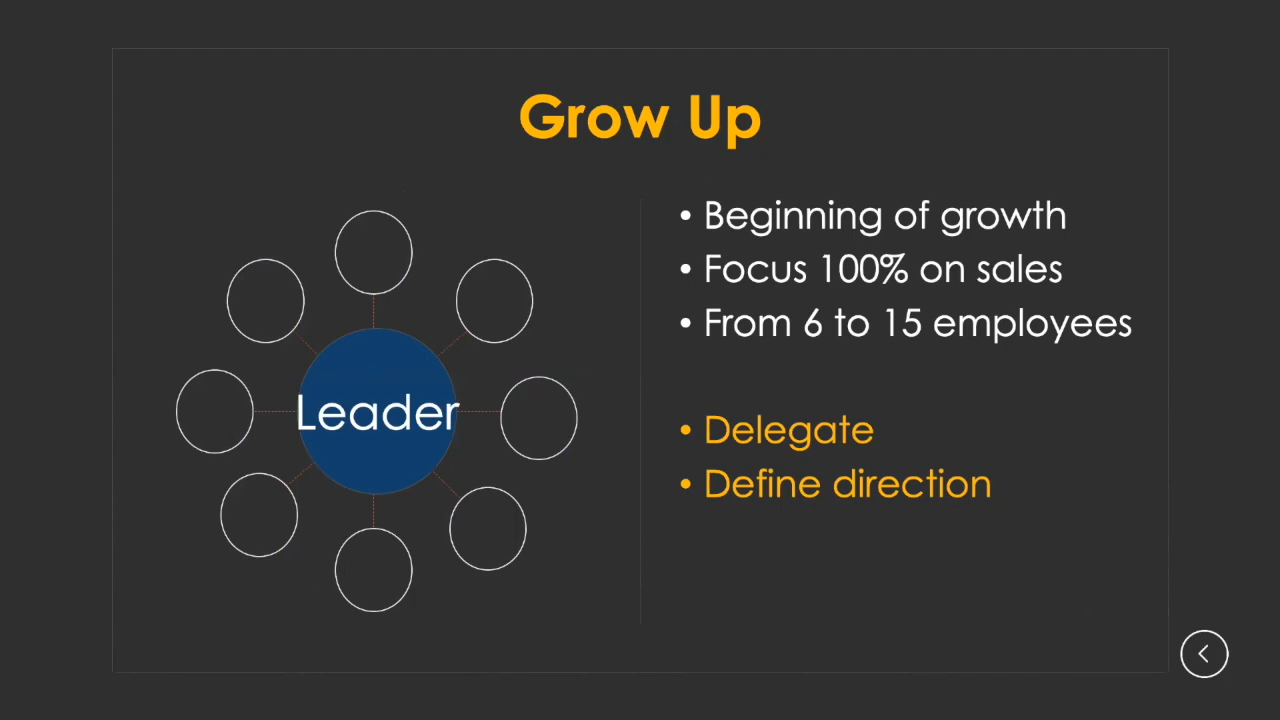 Grow Up
Leader
• Beginning of growth
• Focus 100% on sales
• From 6 to 15 employees
• Delegate
• Define direction